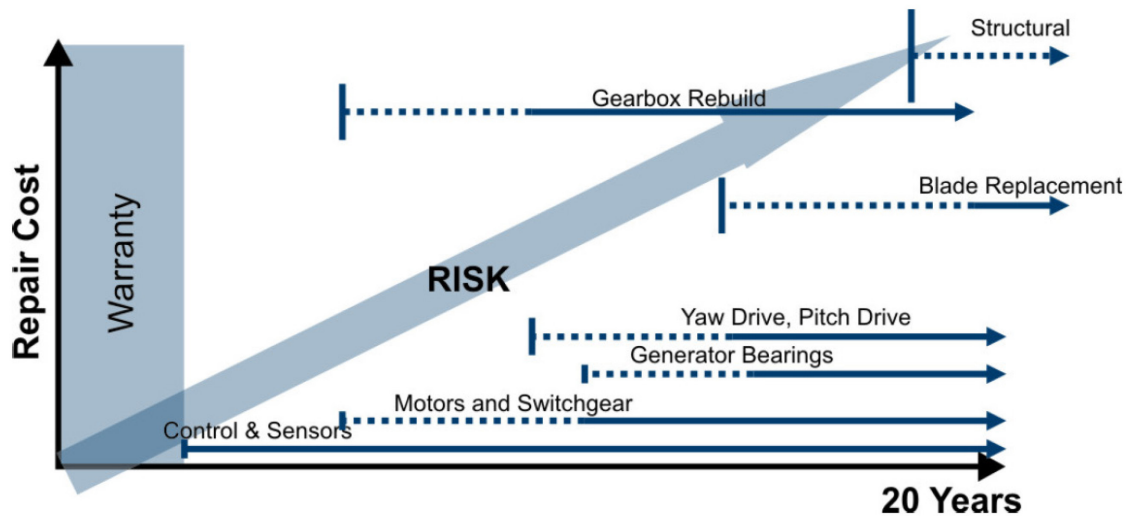 Structural
Gearbox Rebuild
Blade Replacement
Repair Cost
Warranty
RISK
Yaw Drive, Pitch Drive
Generator Bearings
Motors and Switchgear
Control & Sensors
20 Years